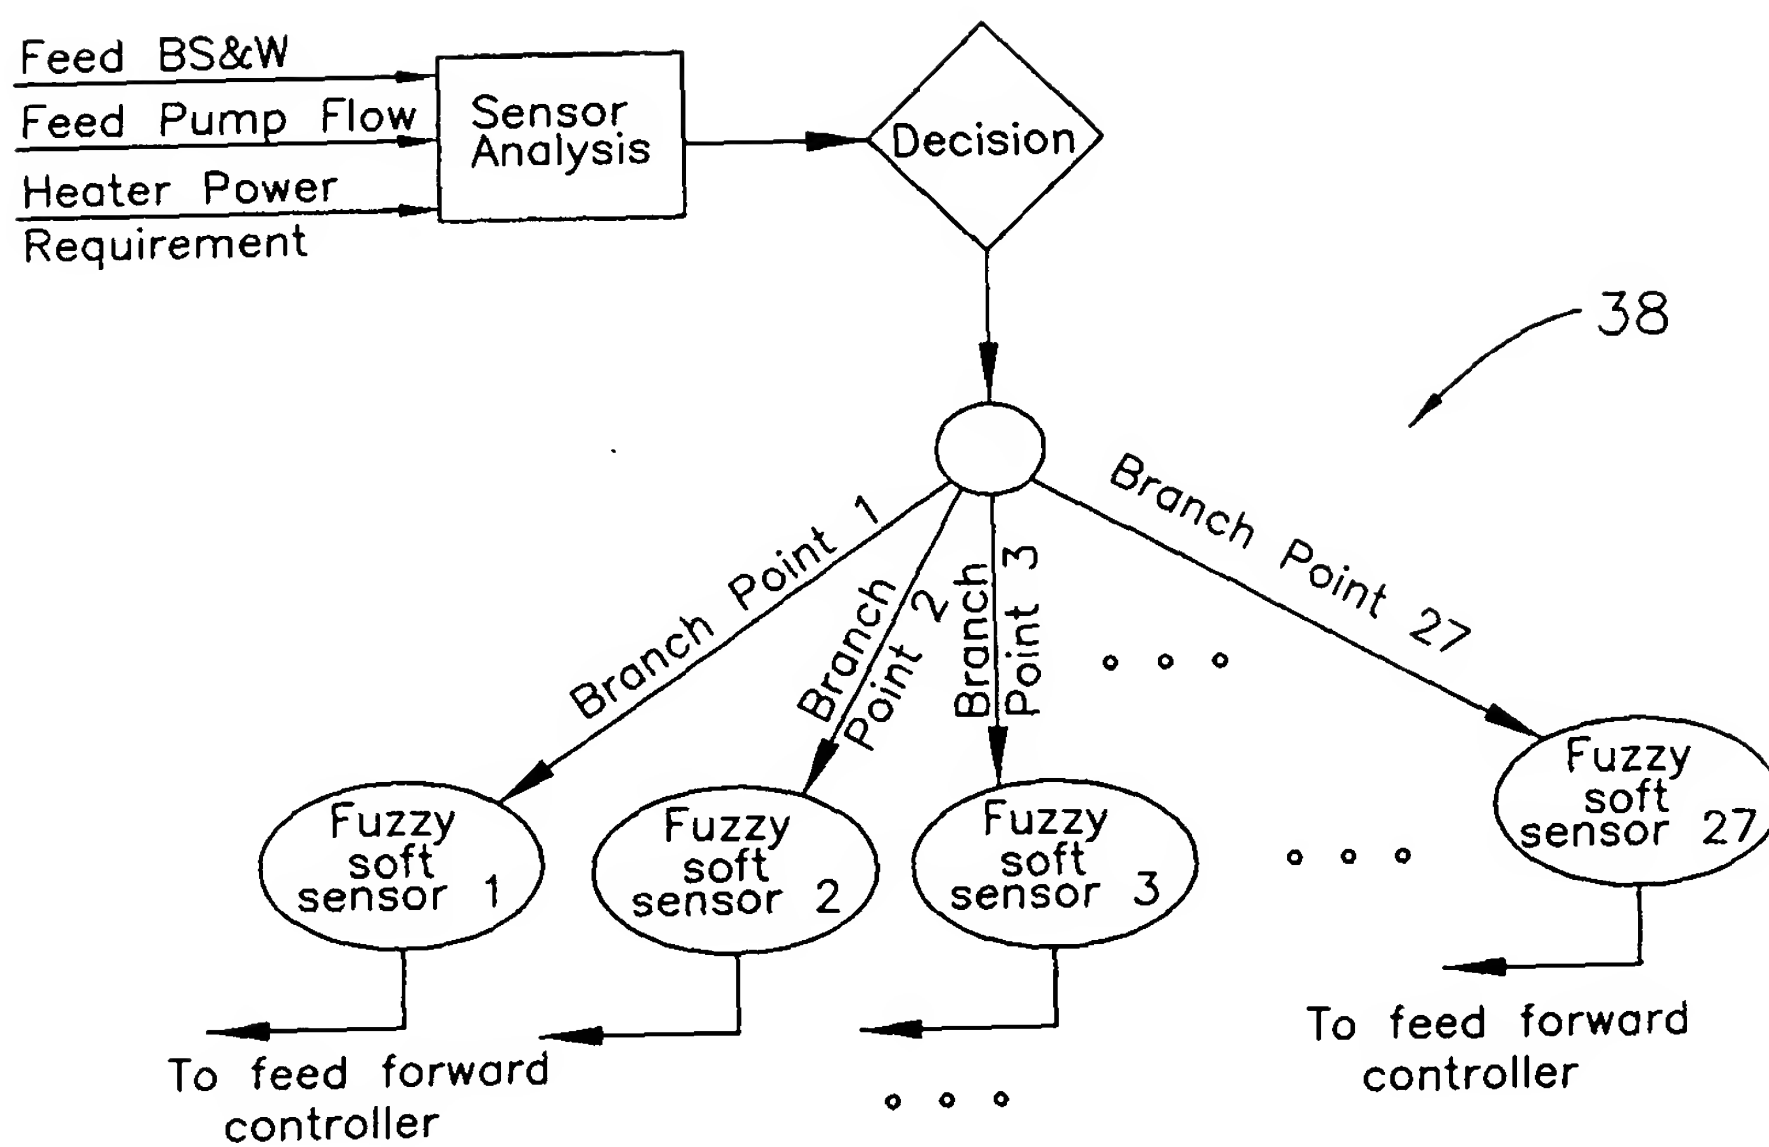 Feed BS&W
Feed Pump Flow
Heater Power
Requirement
Sensor
Analysis
Decision
38
Branch Point 1
Branch
Point 2
Branch
Point 3
Branch Point 27
Fuzzy
soft
sensor 1
Fuzzy
soft
sensor 2
Fuzzy
soft
sensor 3
Fuzzy
soft
sensor 27
To feed forward
controller
To feed forward
controller